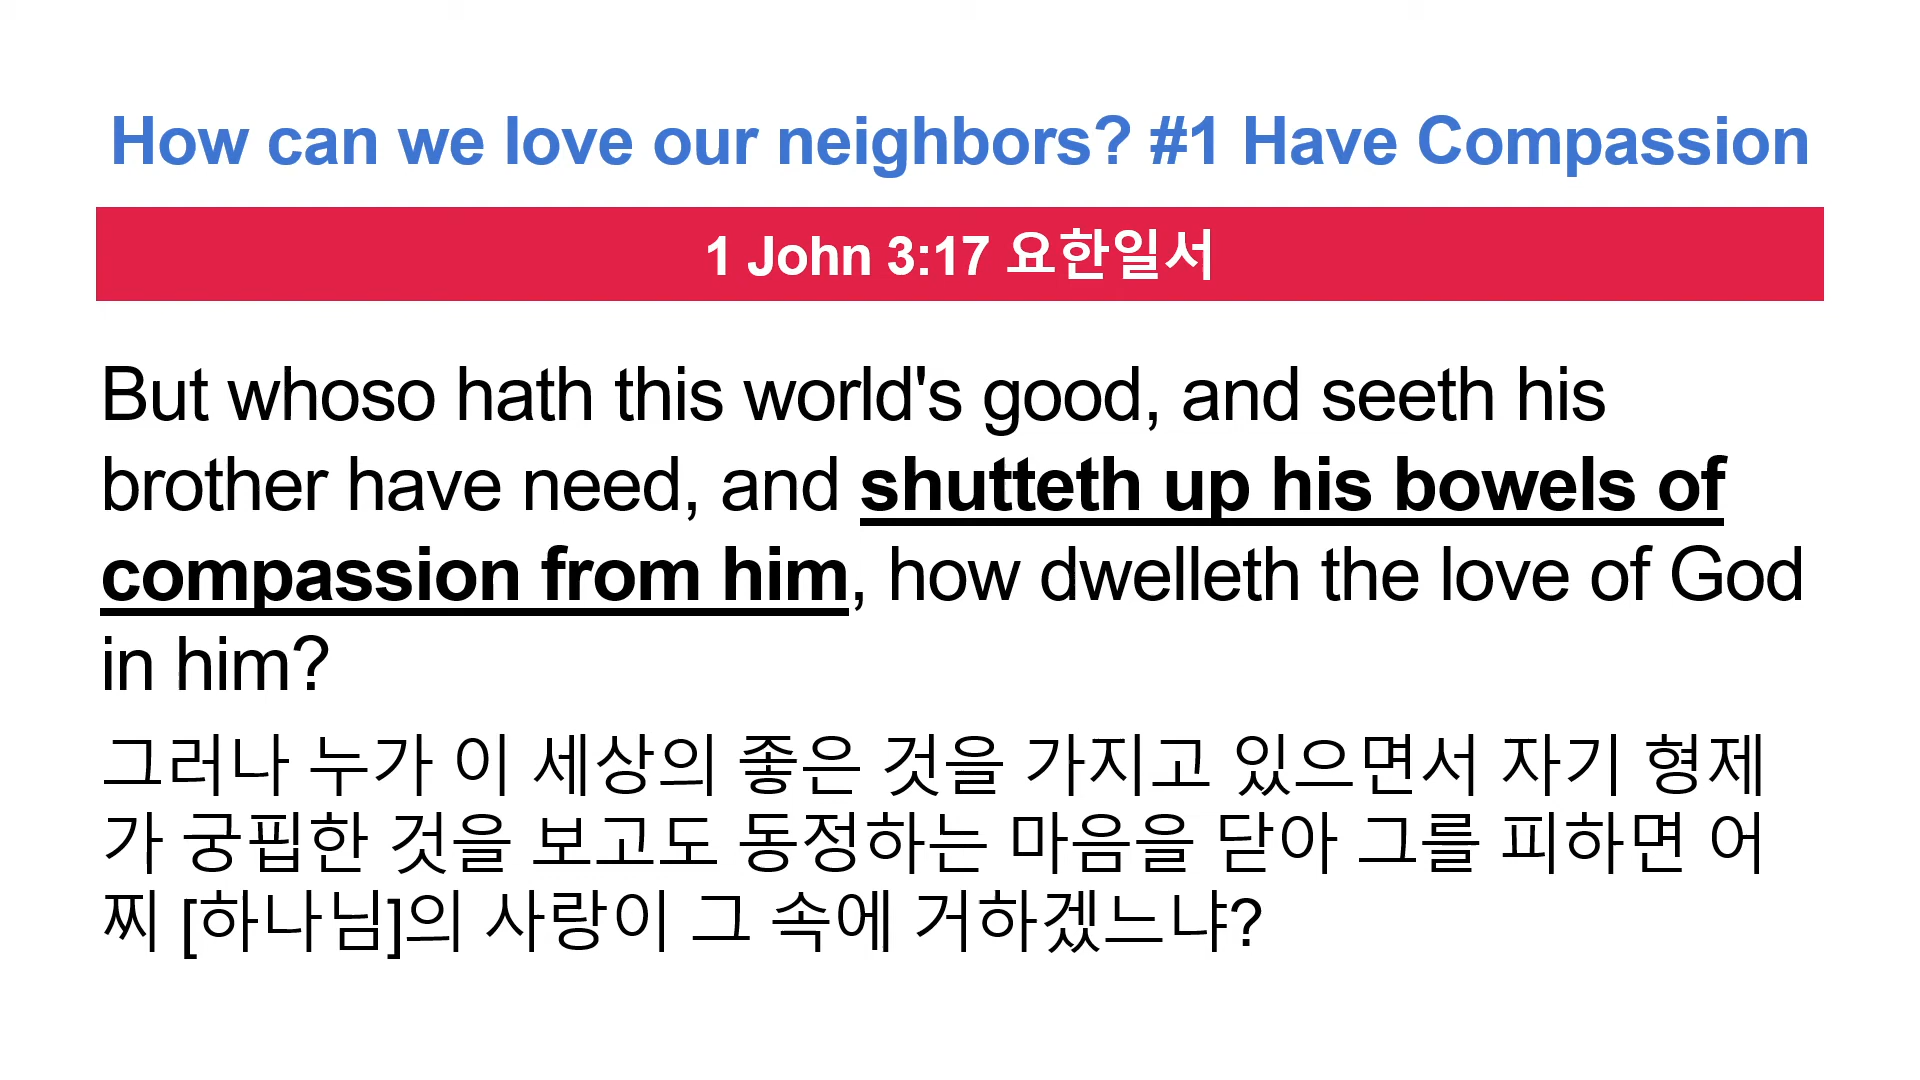 How can we love our neighbors? #1 Have Compassion
1 John 3:17 요한일서
But whoso hath this world's good, and seeth his
brother have need, and shutteth up his bowels of
compassion from him, how dwelleth the love of God
in him?
그러나 누가 이 세상의 좋은 것을 가지고 있으면서 자기 형제
가 궁핍한 것을 보고도 동정하는 마음을 닫아 그를 피하면 어
찌 [하나님]의 사랑이 그 속에 거하겠느냐?